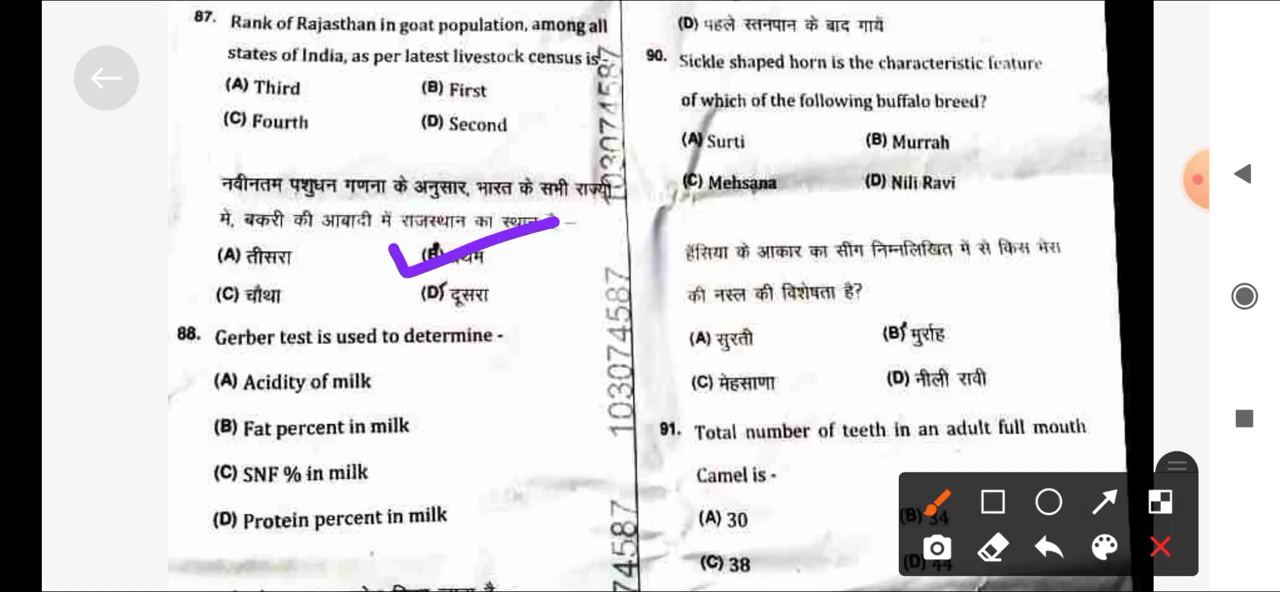 87. Rank of Rajasthan in goat population, among all
states of India, as per latest livestock census is
(A) Third (B) First
(C) Fourth (D) Second
नवीनतम पशुधन गणना के अनुसार, भारत के सभी राज्यों
में, बकरी की आबादी में राजस्थान का स्थान है –
(A) तीसरा (B)
(C) चौथा (D) दूसरा
88. Gerber test is used to determine -
(A) Acidity of milk
(B) Fat percent in milk
(C) SNF % in milk
(D) Protein percent in milk
103074587
103074587
74587
(D) पहले स्तनपान के बाद गायें
90. Sickle shaped horn is the characteristic feature
of which of the following buffalo breed?
(A) Surti (B) Murrah
(C) Mehsana (D) Nili Ravi
हँसिया के आकार का सींग निम्नलिखित में से किस भैंस
की नस्ल की विशेषता है?
(A) सुरती (B) मुर्राह
(C) मेहसाणा (D) नीली रावी
91. Total number of teeth in an adult full mouth
Camel is -
(A) 30 (B) 34
(C) 38 (D) 44